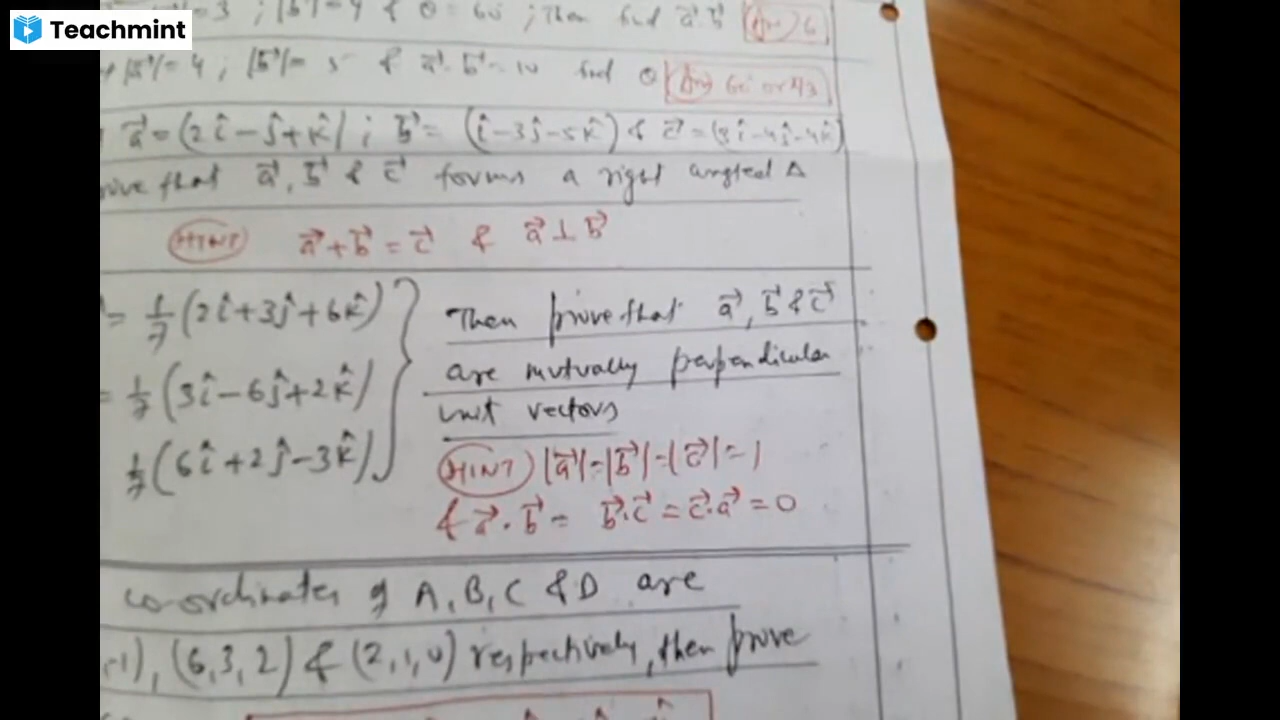 Teachmint
=3 ; |b⃗|=4 & θ=60° ; Then find a⃗.b⃗ Ans 6
|a⃗|=4 ; |b⃗|=5 & a⃗.b⃗=10 find θ Ans 60° or π/3
a⃗=(2î-ĵ+k̂) ; b⃗=(î-3ĵ-5k̂) & c⃗=(3î-4ĵ-4k̂)
that a⃗, b⃗ & c⃗ forms a right angled Δ
HINT a⃗+b⃗=c⃗ & a⃗⊥b⃗
=1/7(2î+3ĵ+6k̂) } Then prove that a⃗, b⃗ & c⃗
=1/7(3î-6ĵ+2k̂) are mutually perpendicular
unit vectors
1/7(6î+2ĵ-3k̂)
HINT |a⃗|=|b⃗|=|c⃗|=1
& a⃗.b⃗= b⃗.c⃗=c⃗.a⃗=0
co-ordinates of A, B, C & D are
-1), (6,3,2) & (2,1,0) respectively, then prove